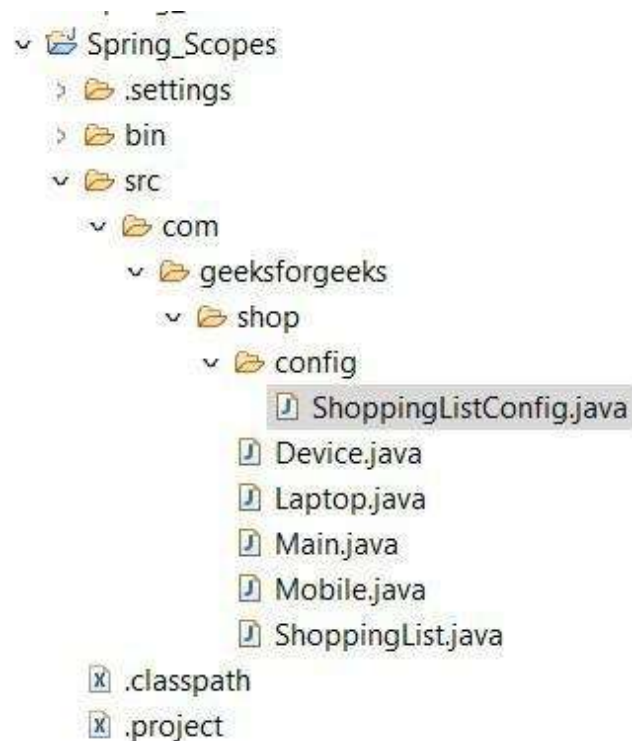 Spring_Scopes
.settings
bin
src
com
geeksforgeeks
shop
config
ShoppingListConfig.java
Device.java
Laptop.java
Main.java
Mobile.java
ShoppingList.java
.classpath
.project